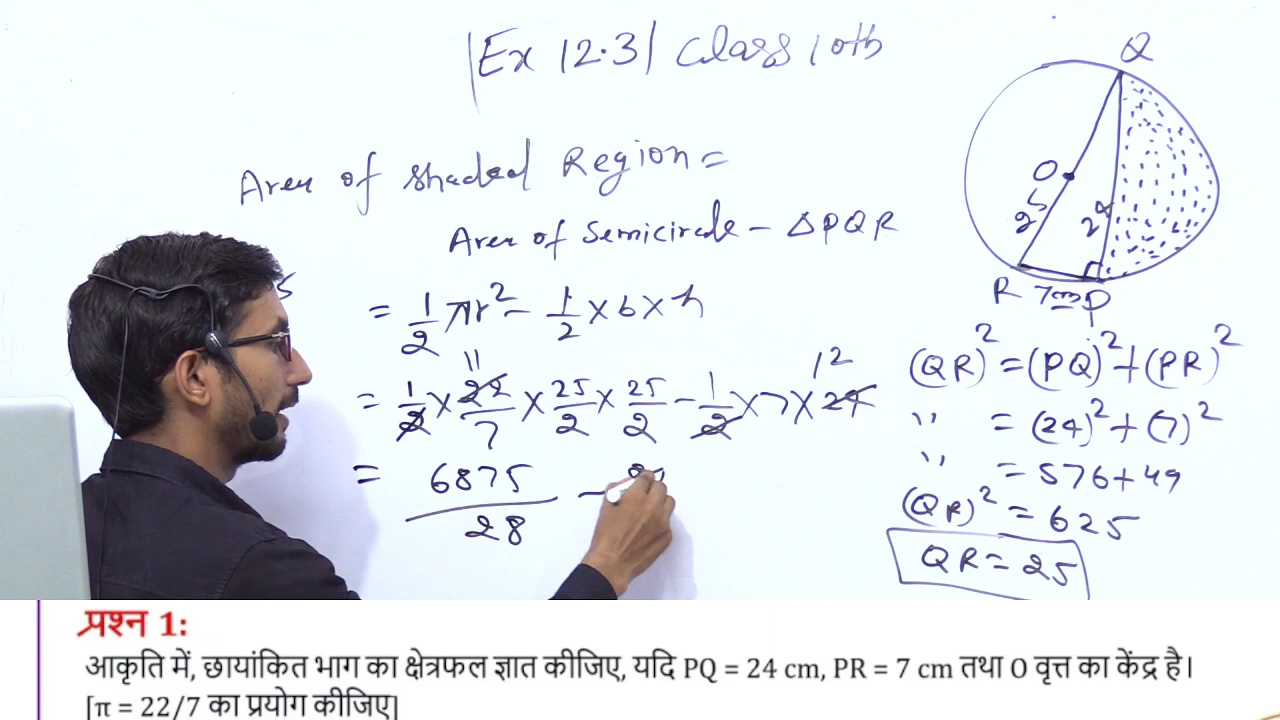 |Ex 12.3| Class 10th
Area of Shaded Region =
Area of Semicircle - △PQR
= 1/2 πr² - 1/2 × b × h
= 1/2 × 22/7 × 25/2 × 25/2 - 1/2 × 7 × 24
11
12
= 6875/28 -
Q
O
25
24
R 7cm P
(QR)² = (PQ)² + (PR)²
" = (24)² + (7)²
" = 576 + 49
(QR)² = 625
QR = 25
प्रश्न 1:
आकृति में, छायांकित भाग का क्षेत्रफल ज्ञात कीजिए, यदि PQ = 24 cm, PR = 7 cm तथा O वृत्त का केंद्र है।
[π = 22/7 का प्रयोग कीजिए]